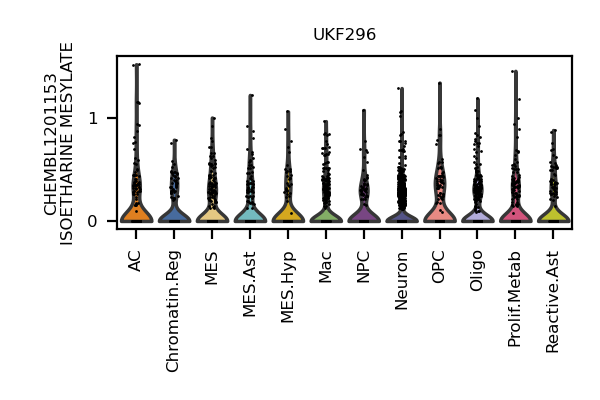 UKF296
CHEMBL1201153
ISOETHARINE MESYLATE
1
0
AC
Chromatin.Reg
MES
MES.Ast
MES.Hyp
Mac
NPC
Neuron
OPC
Oligo
Prolif.Metab
Reactive.Ast